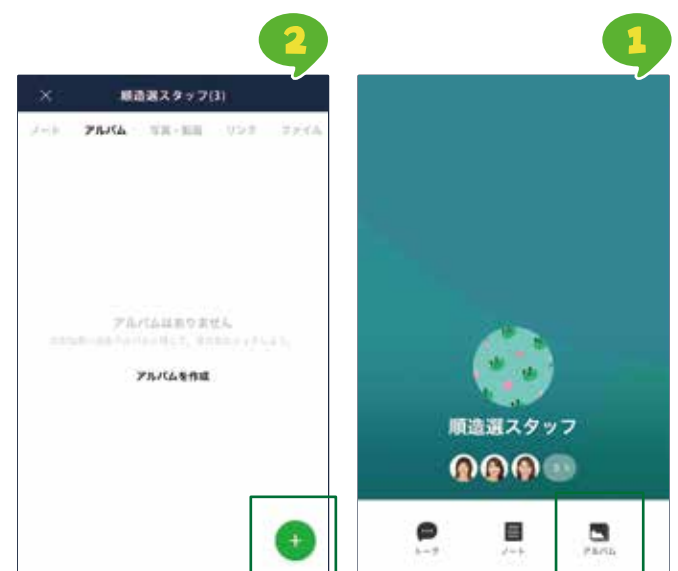 1
順造選スタッフ
トーク
ノート
アルバム
2
×
順造選スタッフ(3)
ノート
アルバム
写真・動画
リンク
ファイル
アルバムはありません
アルバムを作成
+